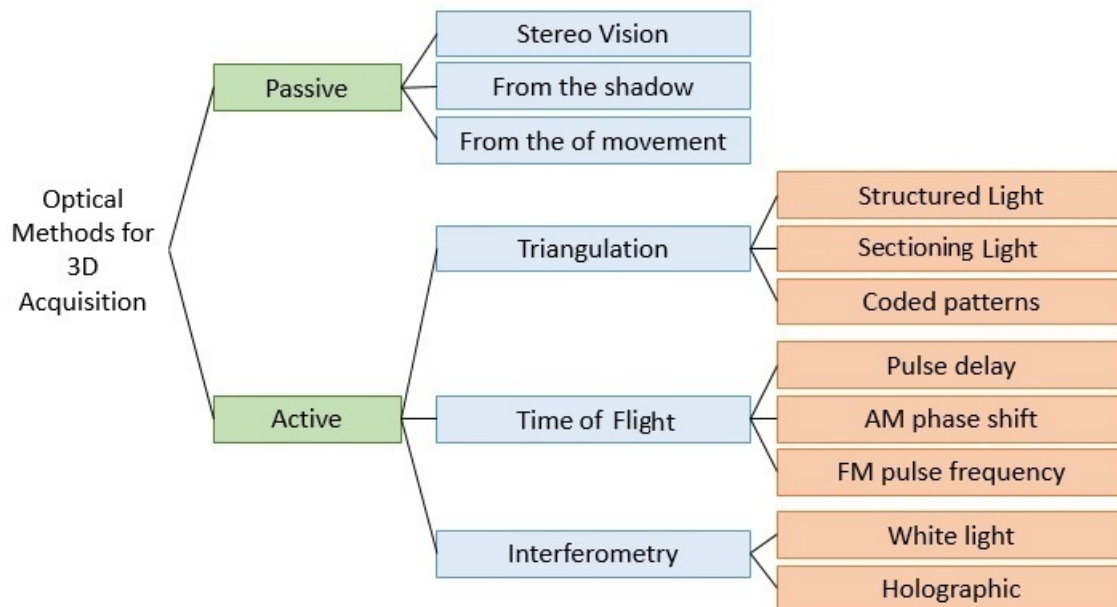 Optical
Methods for
3D
Acquisition
Passive
Stereo Vision
From the shadow
From the of movement
Active
Triangulation
Structured Light
Sectioning Light
Coded patterns
Time of Flight
Pulse delay
AM phase shift
FM pulse frequency
Interferometry
White light
Holographic